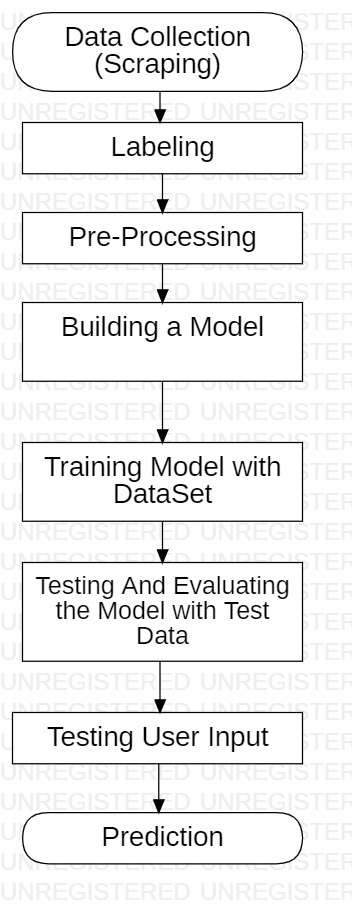 Data Collection
(Scraping)
Labeling
Pre-Processing
Building a Model
Training Model with
DataSet
Testing And Evaluating
the Model with Test
Data
Testing User Input
Prediction
UNREGISTERED